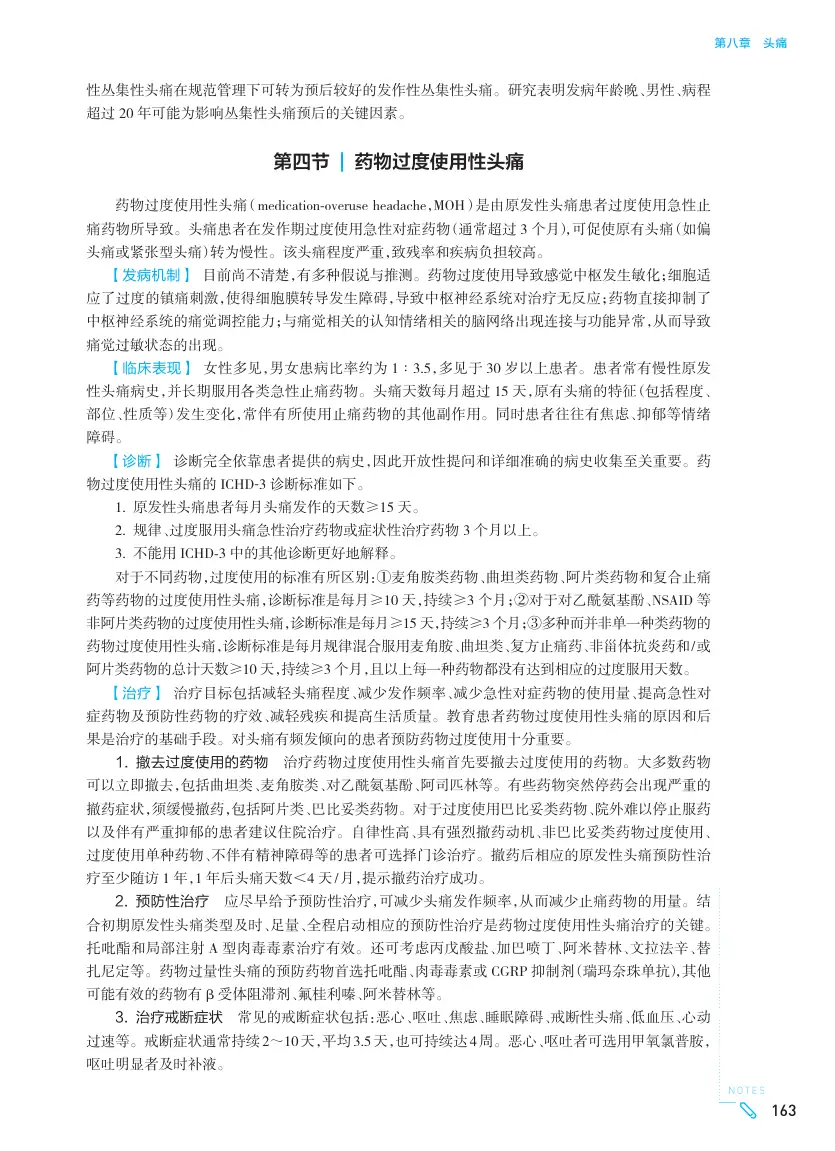 第八章 头痛
性丛集性头痛在规范管理下可转为预后较好的发作性丛集性头痛。研究表明发病年龄晚、男性、病程
超过 20 年可能为影响丛集性头痛预后的关键因素。
第四节 | 药物过度使用性头痛
药物过度使用性头痛（medication-overuse headache,MOH）是由原发性头痛患者过度使用急性止
痛药物所导致。头痛患者在发作期过度使用急性对症药物（通常超过 3 个月），可促使原有头痛（如偏
头痛或紧张型头痛）转为慢性。该头痛程度严重，致残率和疾病负担较高。
【发病机制】 目前尚不清楚，有多种假说与推测。药物过度使用导致感觉中枢发生敏化；细胞适
应了过度的镇痛刺激，使得细胞膜转导发生障碍，导致中枢神经系统对治疗无反应；药物直接抑制了
中枢神经系统的痛觉调控能力；与痛觉相关的认知情绪相关的脑网络出现连接与功能异常，从而导致
痛觉过敏状态的出现。
【临床表现】 女性多见，男女患病比率约为 1∶3.5，多见于 30 岁以上患者。患者常有慢性原发
性头痛病史，并长期服用各类急性止痛药物。头痛天数每月超过 15 天，原有头痛的特征（包括程度、
部位、性质等）发生变化，常伴有所使用止痛药物的其他副作用。同时患者往往有焦虑、抑郁等情绪
障碍。
【诊断】 诊断完全依靠患者提供的病史，因此开放性提问和详细准确的病史收集至关重要。药
物过度使用性头痛的 ICHD-3 诊断标准如下。
1. 原发性头痛患者每月头痛发作的天数≥15 天。
2. 规律、过度服用头痛急性治疗药物或症状性治疗药物 3 个月以上。
3. 不能用 ICHD-3 中的其他诊断更好地解释。
对于不同药物，过度使用的标准有所区别：①麦角胺类药物、曲坦类药物、阿片类药物和复合止痛
药等药物的过度使用性头痛，诊断标准是每月≥10 天，持续≥3 个月；②对于对乙酰氨基酚、NSAID 等
非阿片类药物的过度使用性头痛，诊断标准是每月≥15 天，持续≥3 个月；③多种而并非单一种类药物的
药物过度使用性头痛，诊断标准是每月规律混合服用麦角胺、曲坦类、复方止痛药、非甾体抗炎药和/或
阿片类药物的总计天数≥10 天，持续≥3 个月，且以上每一种药物都没有达到相应的过度服用天数。
【治疗】 治疗目标包括减轻头痛程度、减少发作频率、减少急性对症药物的使用量、提高急性对
症药物及预防性药物的疗效、减轻残疾和提高生活质量。教育患者药物过度使用性头痛的原因和后
果是治疗的基础手段。对头痛有频发倾向的患者预防药物过度使用十分重要。
1. 撤去过度使用的药物 治疗药物过度使用性头痛首先要撤去过度使用的药物。大多数药物
可以立即撤去，包括曲坦类、麦角胺类、对乙酰氨基酚、阿司匹林等。有些药物突然停药会出现严重的
撤药症状，须缓慢撤药，包括阿片类、巴比妥类药物。对于过度使用巴比妥类药物、院外难以停止服药
以及伴有严重抑郁的患者建议住院治疗。自律性高、具有强烈撤药动机、非巴比妥类药物过度使用、
过度使用单种药物、不伴有精神障碍等的患者可选择门诊治疗。撤药后相应的原发性头痛预防性治
疗至少随访 1 年，1 年后头痛天数＜4 天/月，提示撤药治疗成功。
2. 预防性治疗 应尽早给予预防性治疗，可减少头痛发作频率，从而减少止痛药物的用量。结
合初期原发性头痛类型及时、足量、全程启动相应的预防性治疗是药物过度使用性头痛治疗的关键。
托吡酯和局部注射 A 型肉毒毒素治疗有效。还可考虑丙戊酸盐、加巴喷丁、阿米替林、文拉法辛、替
扎尼定等。药物过量性头痛的预防药物首选托吡酯、肉毒毒素或 CGRP 抑制剂（瑞玛奈珠单抗），其他
可能有效的药物有 β 受体阻滞剂、氟桂利嗪、阿米替林等。
3. 治疗戒断症状 常见的戒断症状包括：恶心、呕吐、焦虑、睡眠障碍、戒断性头痛、低血压、心动
过速等。戒断症状通常持续2～10天，平均3.5天，也可持续达4周。恶心、呕吐者可选用甲氧氯普胺，
呕吐明显者及时补液。
NOTES
163